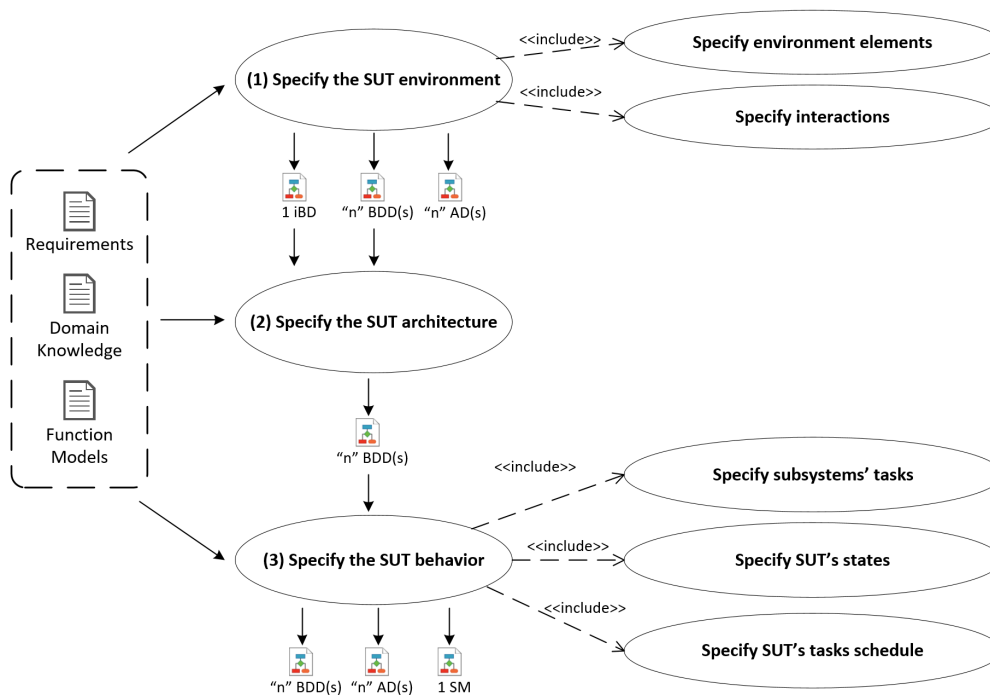 <<include>>
Specify environment elements
(1) Specify the SUT environment
<<include>>
Specify interactions
1 iBD
“n” BDD(s)
“n” AD(s)
Requirements
Domain
Knowledge
Function
Models
(2) Specify the SUT architecture
“n” BDD(s)
<<include>>
Specify subsystems’ tasks
(3) Specify the SUT behavior
<<include>>
Specify SUT’s states
<<include>>
Specify SUT’s tasks schedule
“n” BDD(s)
“n” AD(s)
1 SM